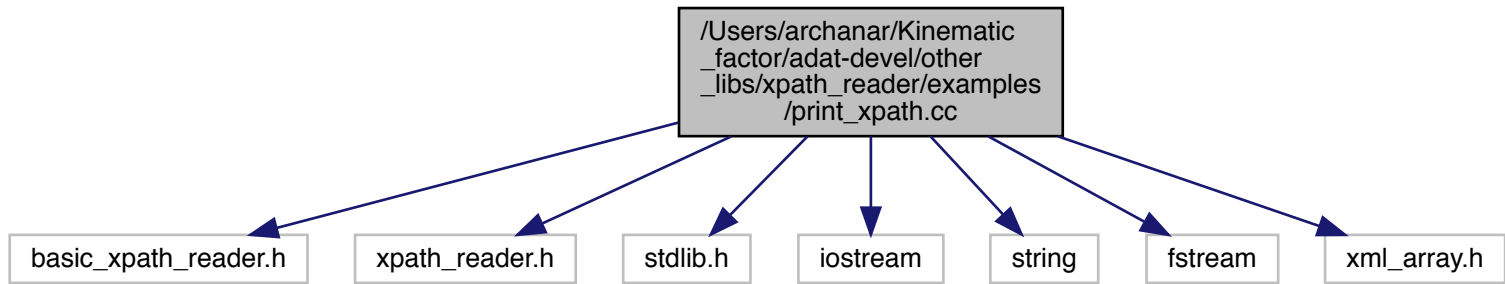 /Users/archanar/Kinematic
_factor/adat-devel/other
_libs/xpath_reader/examples
/print_xpath.cc
basic_xpath_reader.h
xpath_reader.h
stdlib.h
iostream
string
fstream
xml_array.h